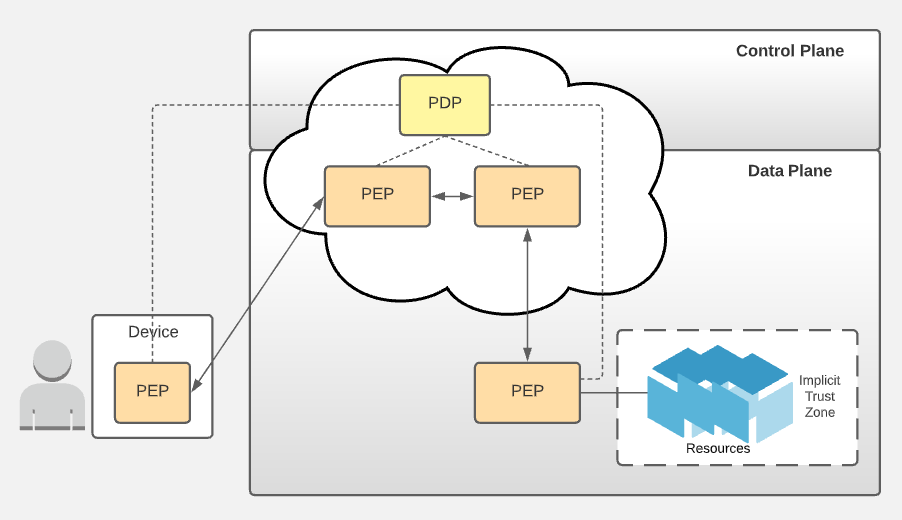 Control Plane
PDP
Data Plane
PEP
PEP
Device
PEP
PEP
Implicit
Trust
Zone
Resources